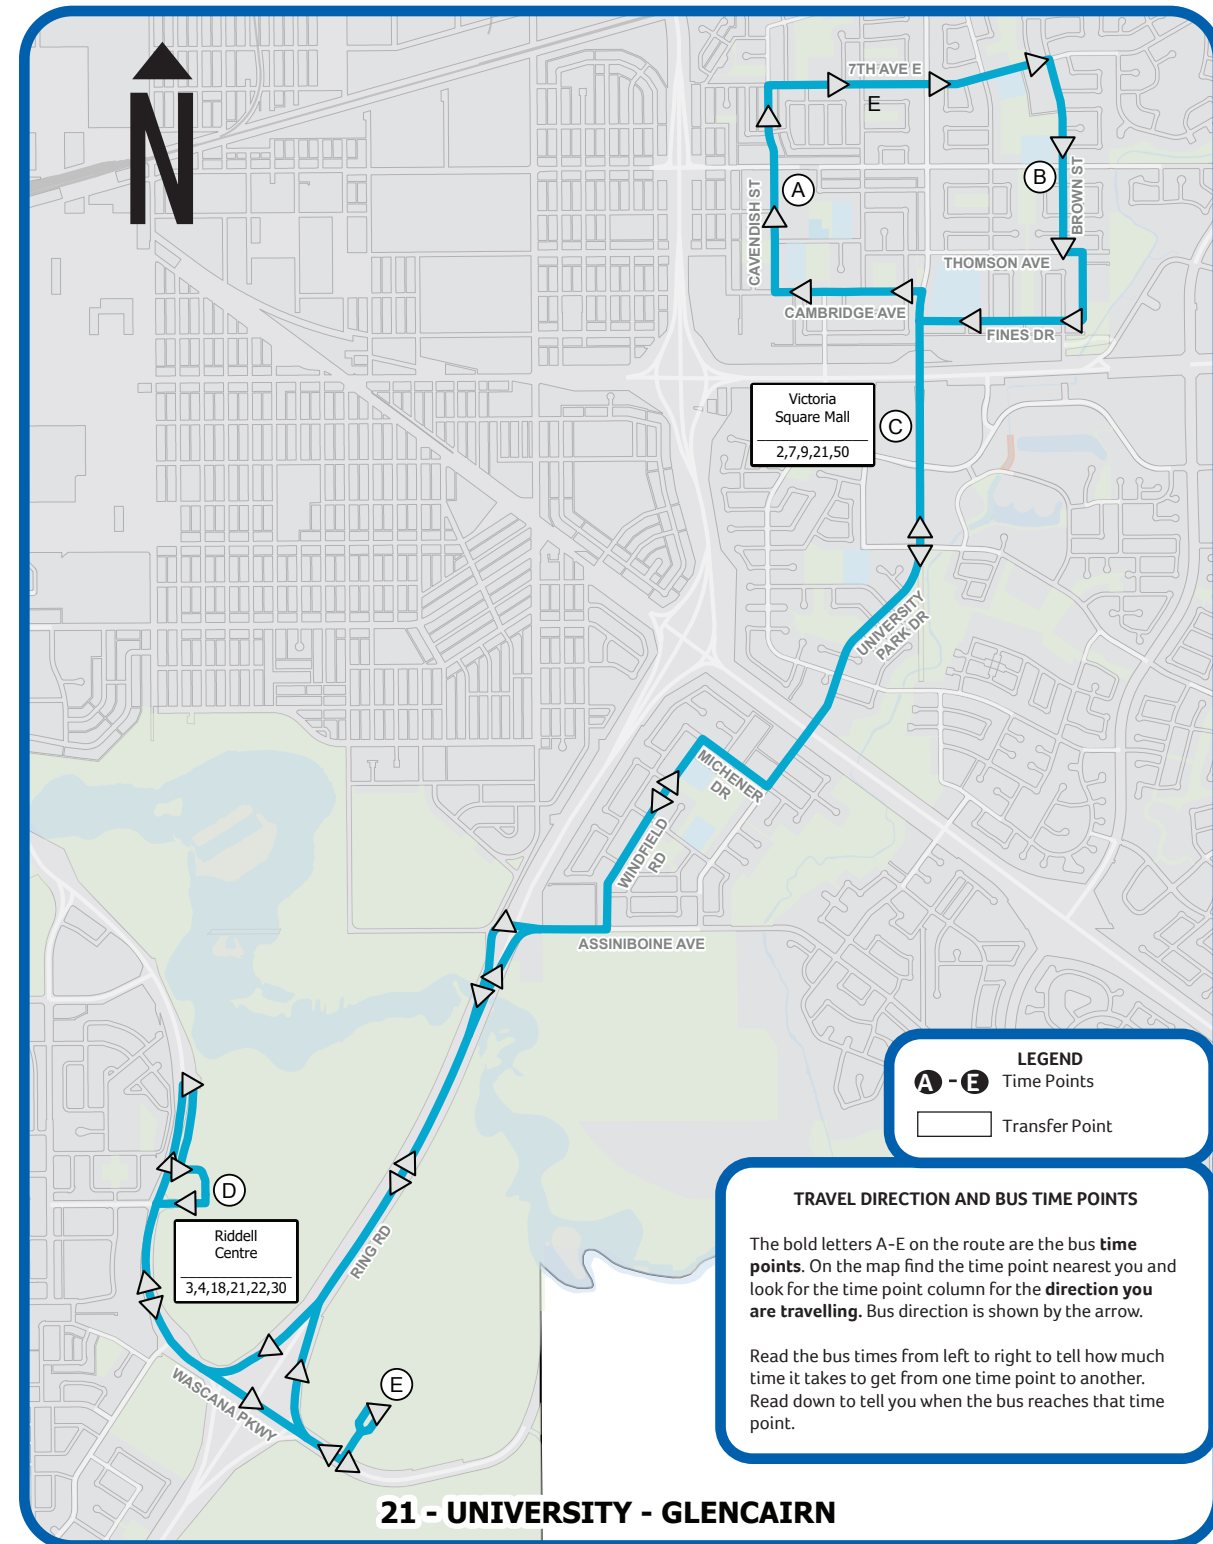 N
7TH AVE E
E
A
B
CAVENDISH ST
BROWN ST
THOMSON AVE
CAMBRIDGE AVE
FINES DR
Victoria
Square Mall
2,7,9,21,50
C
UNIVERSITY
PARK DR
MICHENER
DR
WINDFIELD
RD
ASSINIBOINE AVE
LEGEND
A - E Time Points
Transfer Point
D
Riddell
Centre
3,4,18,21,22,30
RING RD
E
WASCANA PKWY
TRAVEL DIRECTION AND BUS TIME POINTS
The bold letters A-E on the route are the bus time
points. On the map find the time point nearest you and
look for the time point column for the direction you
are travelling. Bus direction is shown by the arrow.
Read the bus times from left to right to tell how much
time it takes to get from one time point to another.
Read down to tell you when the bus reaches that time
point.
21 - UNIVERSITY - GLENCAIRN